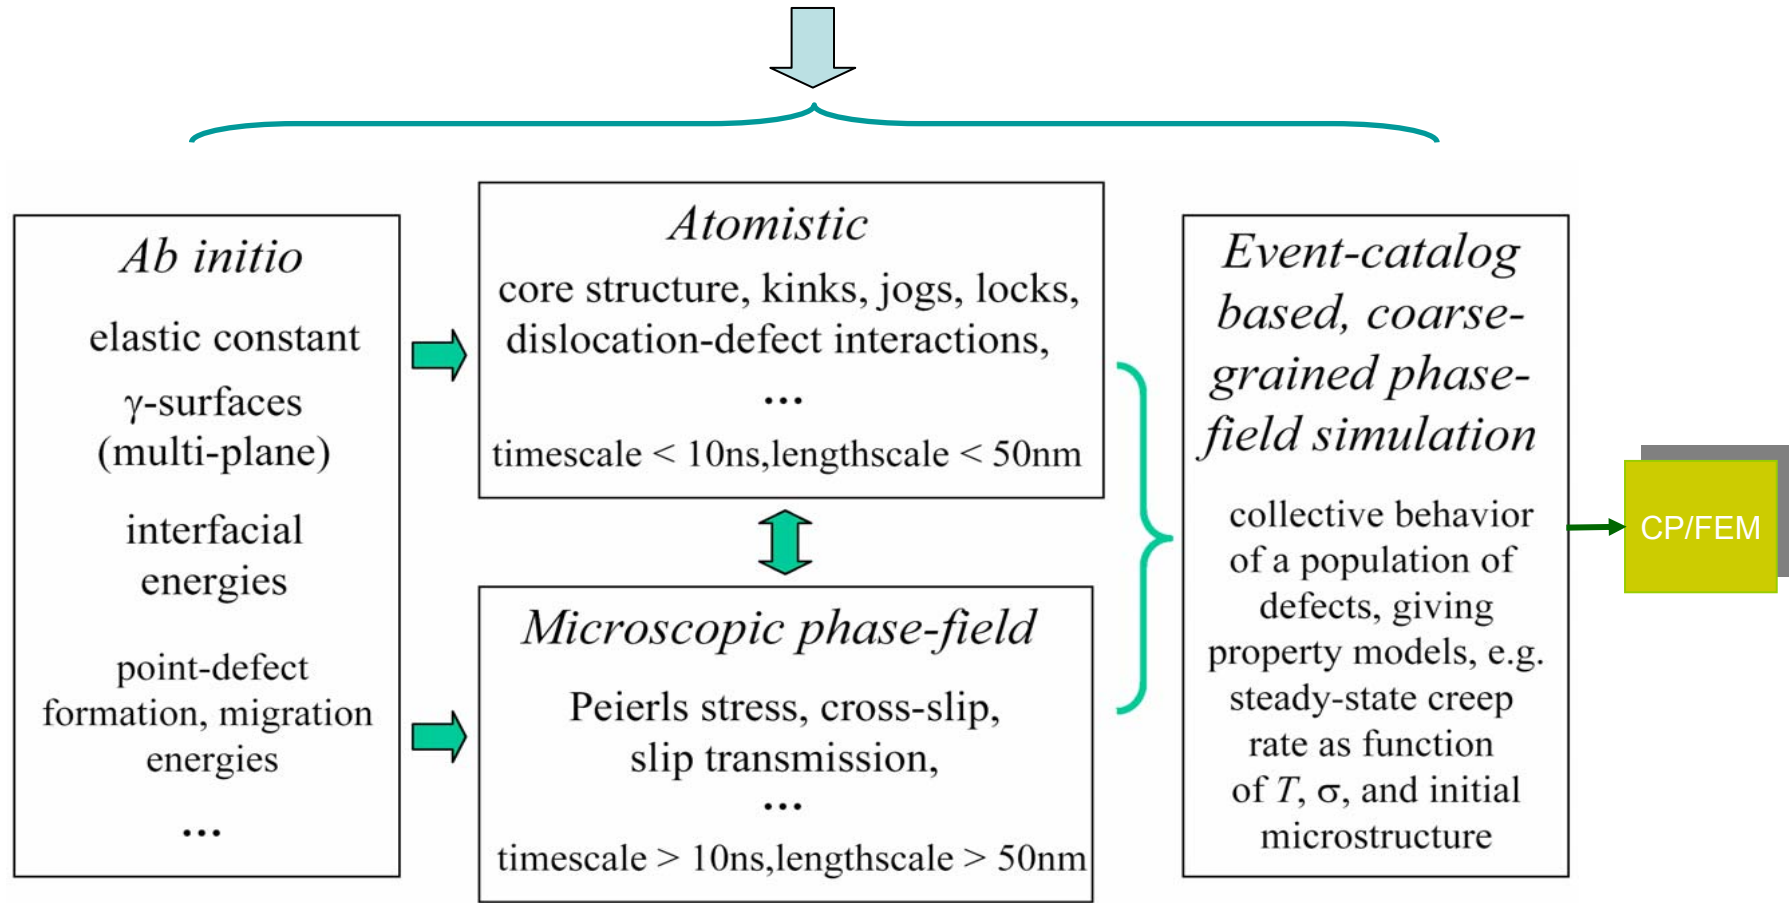 Ab initio
elastic constant
γ-surfaces
(multi-plane)
interfacial
energies
point-defect
formation, migration
energies
...
Atomistic
core structure, kinks, jogs, locks,
dislocation-defect interactions,
...
timescale < 10ns,lengthscale < 50nm
Microscopic phase-field
Peierls stress, cross-slip,
slip transmission,
...
timescale > 10ns,lengthscale > 50nm
Event-catalog
based, coarse-
grained phase-
field simulation
collective behavior
of a population of
defects, giving
property models, e.g.
steady-state creep
rate as function
of T, σ, and initial
microstructure
CP/FEM